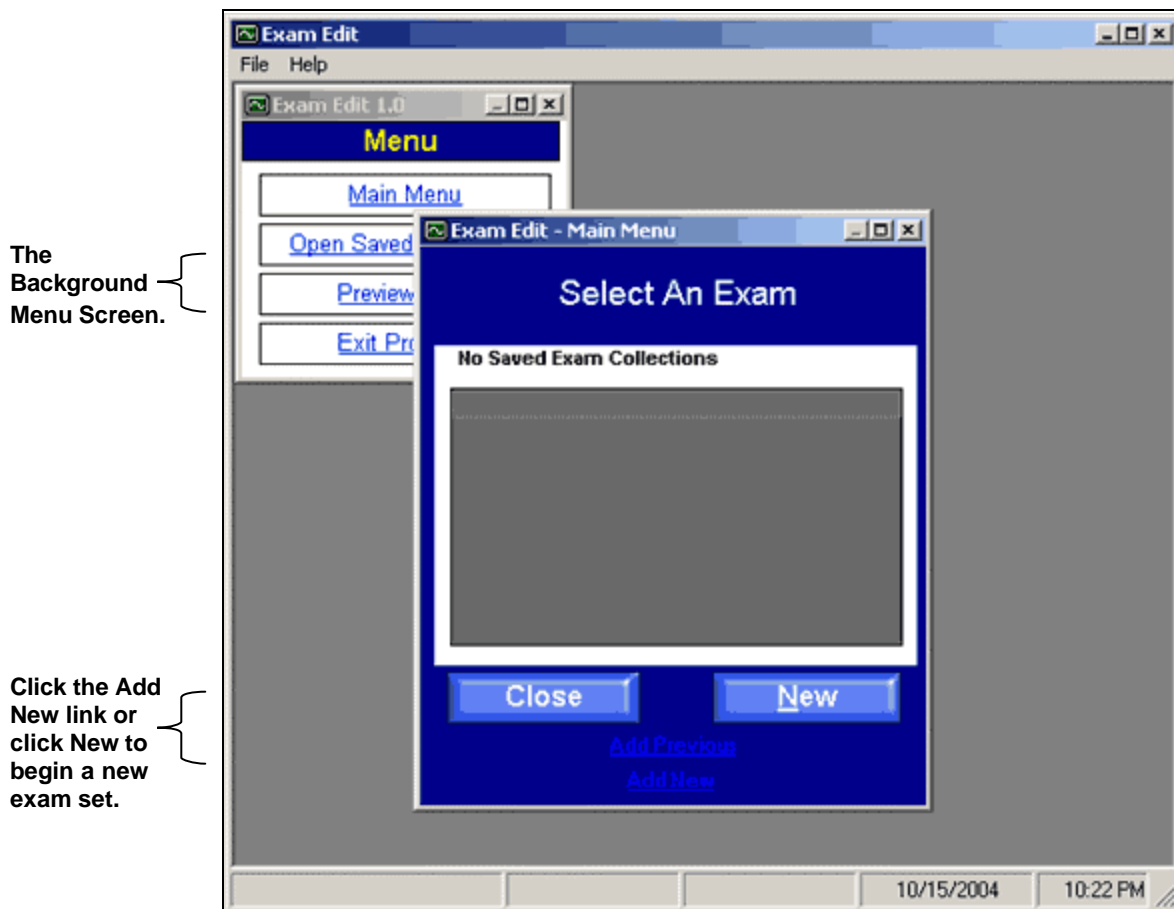 Exam Edit
File Help
Exam Edit 1.0
Menu
Main Menu
Open Saved
Preview
Exit
The
Background
Menu Screen.
Exam Edit - Main Menu
Select An Exam
No Saved Exam Collections
Close
New
Add Previous
Add New
Click the Add
New link or
click New to
begin a new
exam set.
10/15/2004
10:22 PM